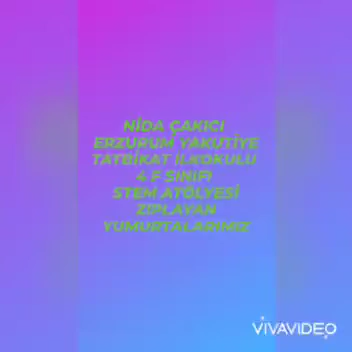 NİDA ÇAKICI
ERZURUM YAKUTİYE
TATBİKAT İLKOKULU
4 F SINIFI
STEM ATÖLYESİ
ZIPLAYAN
YUMURTALARIMIZ
VIVAVIDEO